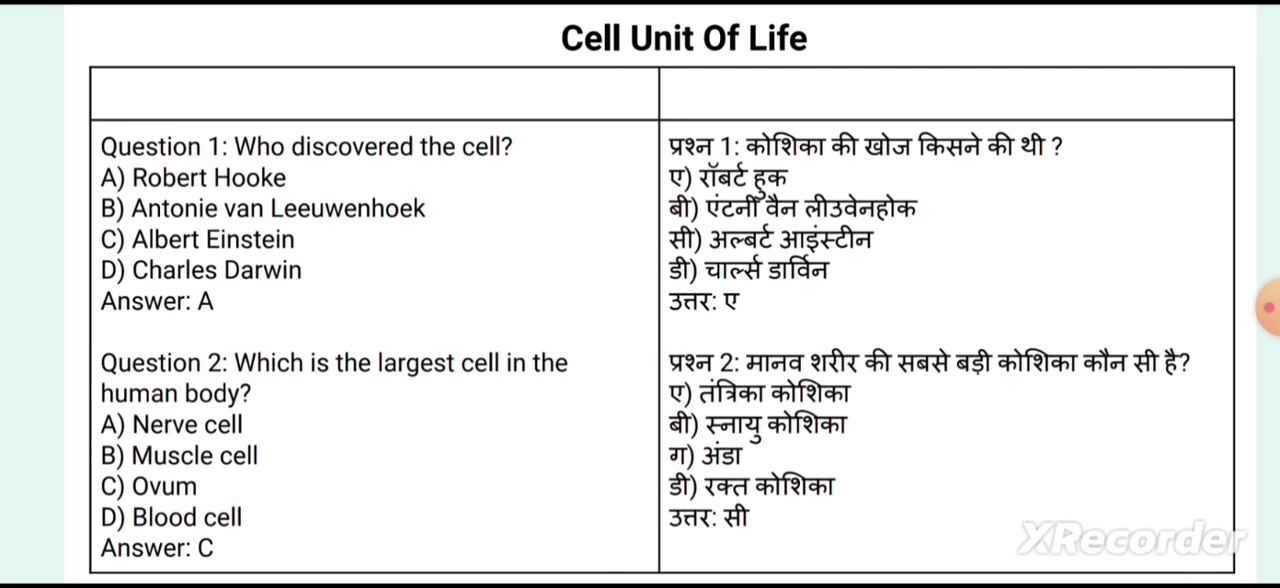 Cell Unit Of Life
Question 1: Who discovered the cell?
A) Robert Hooke
B) Antonie van Leeuwenhoek
C) Albert Einstein
D) Charles Darwin
Answer: A
Question 2: Which is the largest cell in the
human body?
A) Nerve cell
B) Muscle cell
C) Ovum
D) Blood cell
Answer: C
प्रश्न 1: कोशिका की खोज किसने की थी ?
ए) रॉबर्ट हुक
बी) एंटनी वैन लीउवेनहोक
सी) अल्बर्ट आइंस्टीन
डी) चार्ल्स डार्विन
उत्तर: ए
प्रश्न 2: मानव शरीर की सबसे बड़ी कोशिका कौन सी है?
ए) तंत्रिका कोशिका
बी) स्नायु कोशिका
ग) अंडा
डी) रक्त कोशिका
उत्तर: सी
XRecorder